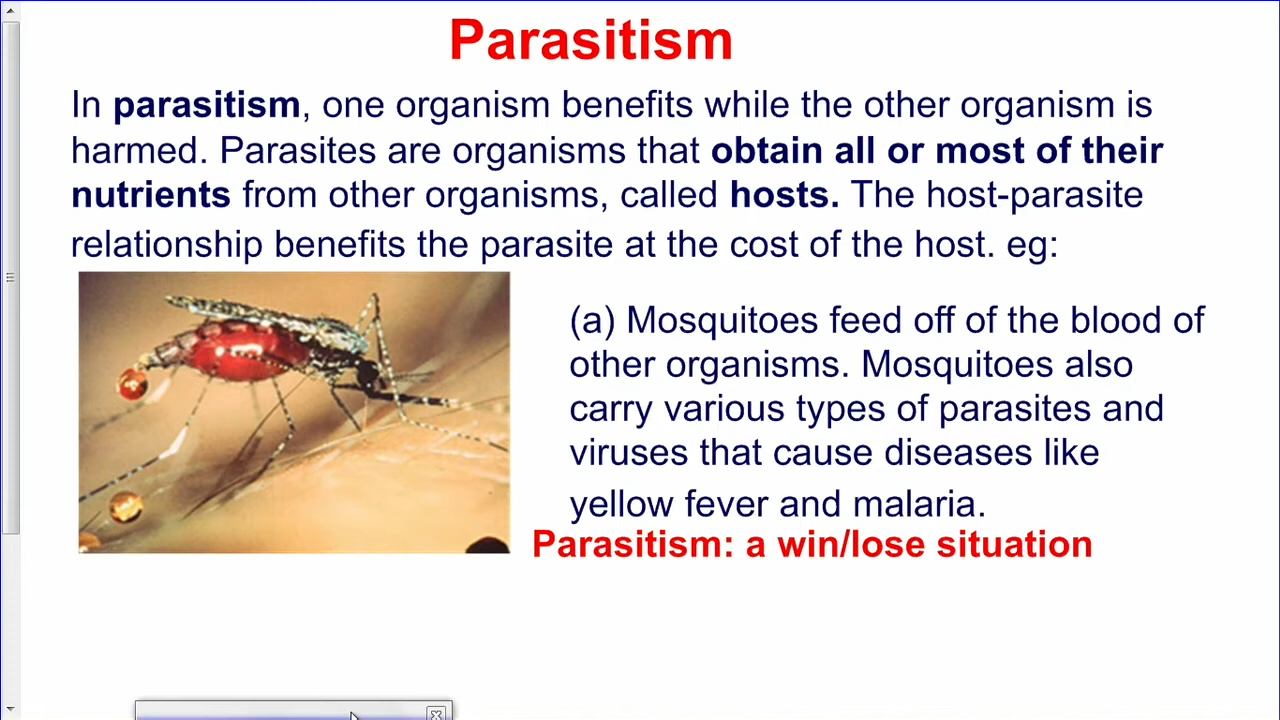 Parasitism
In parasitism, one organism benefits while the other organism is
harmed. Parasites are organisms that obtain all or most of their
nutrients from other organisms, called hosts. The host-parasite
relationship benefits the parasite at the cost of the host. eg:
(a) Mosquitoes feed off of the blood of
other organisms. Mosquitoes also
carry various types of parasites and
viruses that cause diseases like
yellow fever and malaria.
Parasitism: a win/lose situation